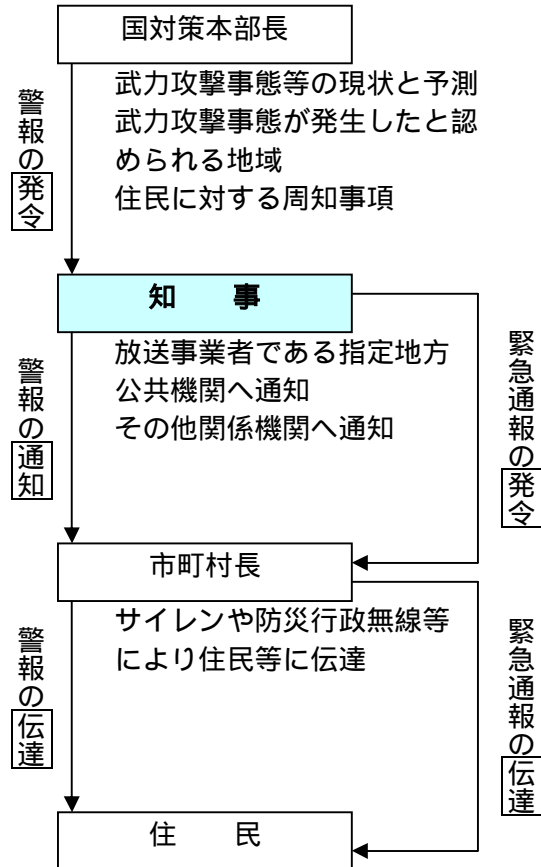 国対策本部長
警報の発令
武力攻撃事態等の現状と予測
武力攻撃事態が発生したと認
められる地域
住民に対する周知事項
知　事
警報の通知
放送事業者である指定地方
公共機関へ通知
その他関係機関へ通知
緊急通報の発令
市町村長
警報の伝達
サイレンや防災行政無線等
により住民等に伝達
緊急通報の伝達
住　民